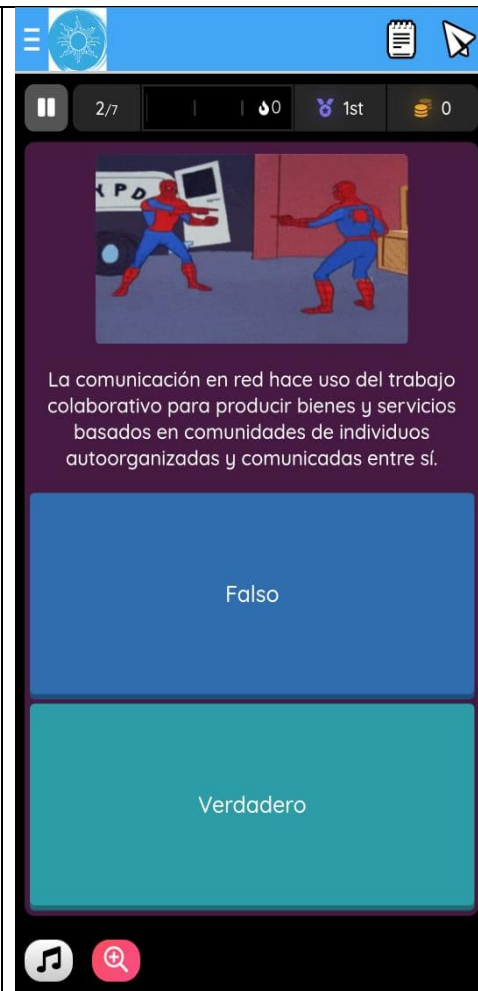 2/7
0
1st
0
KPD
La comunicación en red hace uso del trabajo
colaborativo para producir bienes y servicios
basados en comunidades de individuos
autoorganizadas y comunicadas entre sí.
Falso
Verdadero